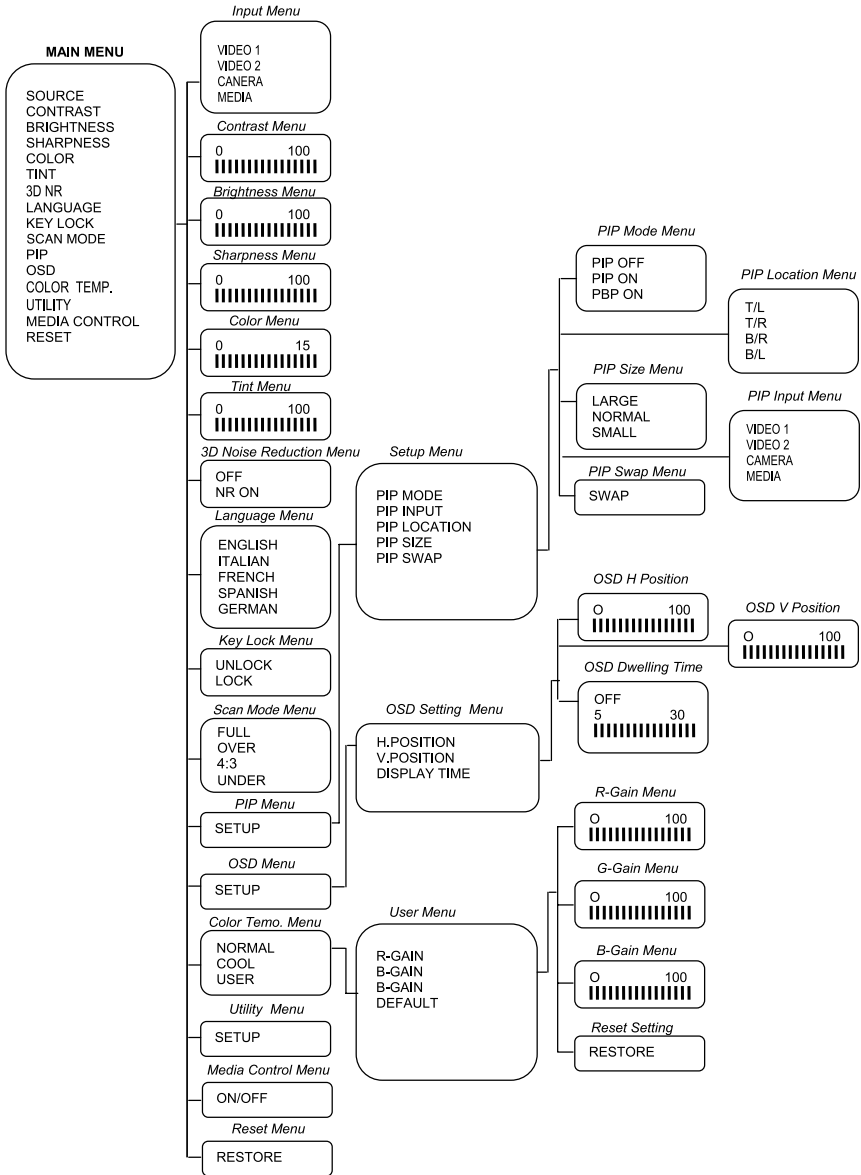 MAIN MENU
SOURCE
CONTRAST
BRIGHTNESS
SHARPNESS
COLOR
TINT
3D NR
LANGUAGE
KEY LOCK
SCAN MODE
PIP
OSD
COLOR TEMP.
UTILITY
MEDIA CONTROL
RESET
Input Menu
VIDEO 1
VIDEO 2
CANERA
MEDIA
Contrast Menu
0 100
Brightness Menu
0 100
Sharpness Menu
0 100
Color Menu
0 15
Tint Menu
0 100
3D Noise Reduction Menu
OFF
NR ON
Language Menu
ENGLISH
ITALIAN
FRENCH
SPANISH
GERMAN
Key Lock Menu
UNLOCK
LOCK
Scan Mode Menu
FULL
OVER
4:3
UNDER
PIP Menu
SETUP
OSD Menu
SETUP
Color Temo. Menu
NORMAL
COOL
USER
Utility Menu
SETUP
Media Control Menu
ON/OFF
Reset Menu
RESTORE
Setup Menu
PIP MODE
PIP INPUT
PIP LOCATION
PIP SIZE
PIP SWAP
OSD Setting Menu
H.POSITION
V.POSITION
DISPLAY TIME
User Menu
R-GAIN
B-GAIN
B-GAIN
DEFAULT
PIP Mode Menu
PIP OFF
PIP ON
PBP ON
PIP Location Menu
T/L
T/R
B/R
B/L
PIP Size Menu
LARGE
NORMAL
SMALL
PIP Input Menu
VIDEO 1
VIDEO 2
CAMERA
MEDIA
PIP Swap Menu
SWAP
OSD H Position
O 100
OSD V Position
O 100
OSD Dwelling Time
OFF
5 30
R-Gain Menu
O 100
G-Gain Menu
O 100
B-Gain Menu
O 100
Reset Setting
RESTORE